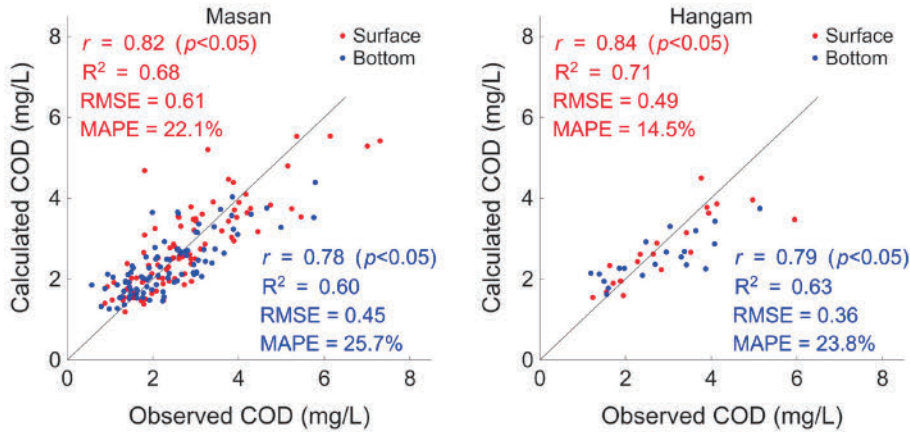 Masan
Surface
Bottom
r = 0.82 (p<0.05)
R² = 0.68
RMSE = 0.61
MAPE = 22.1%
r = 0.78 (p<0.05)
R² = 0.60
RMSE = 0.45
MAPE = 25.7%
Calculated COD (mg/L)
8
6
4
2
0
0 2 4 6 8
Observed COD (mg/L)
Hangam
Surface
Bottom
r = 0.84 (p<0.05)
R² = 0.71
RMSE = 0.49
MAPE = 14.5%
r = 0.79 (p<0.05)
R² = 0.63
RMSE = 0.36
MAPE = 23.8%
Calculated COD (mg/L)
8
6
4
2
0
0 2 4 6 8
Observed COD (mg/L)